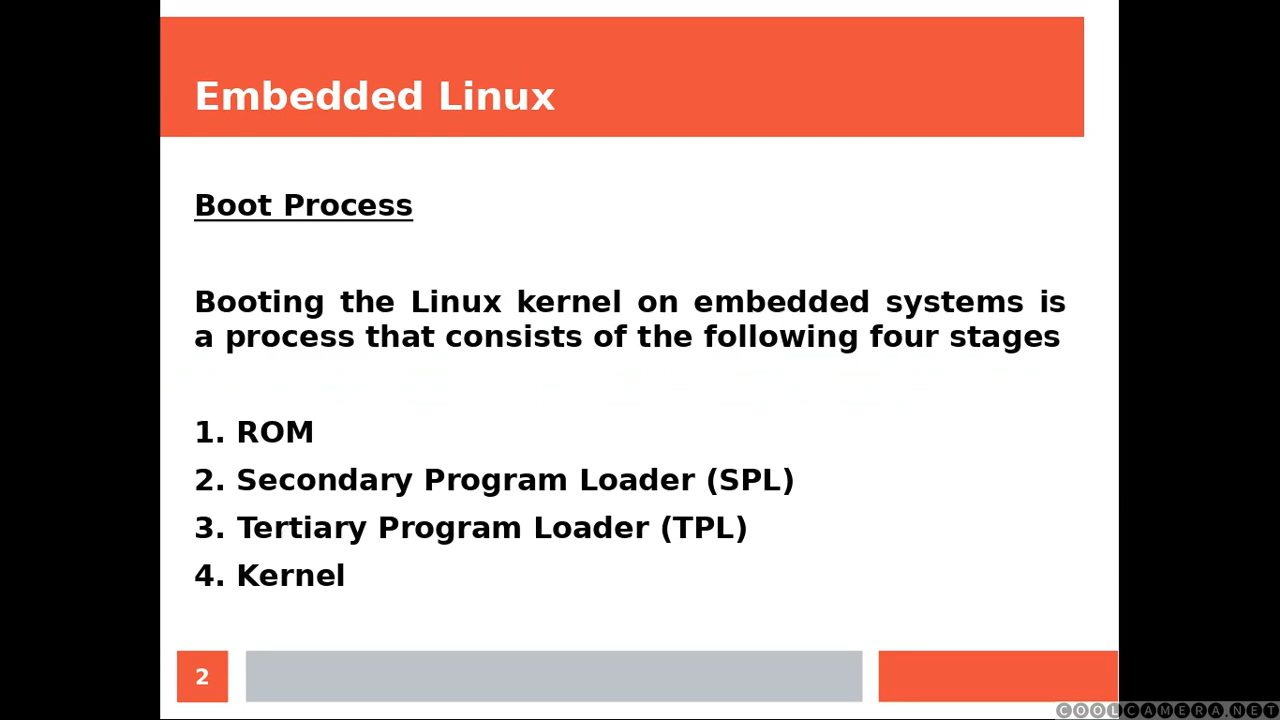 Embedded Linux
Boot Process
Booting the Linux kernel on embedded systems is
a process that consists of the following four stages
1. ROM
2. Secondary Program Loader (SPL)
3. Tertiary Program Loader (TPL)
4. Kernel
2
COOLCAMERA.NET